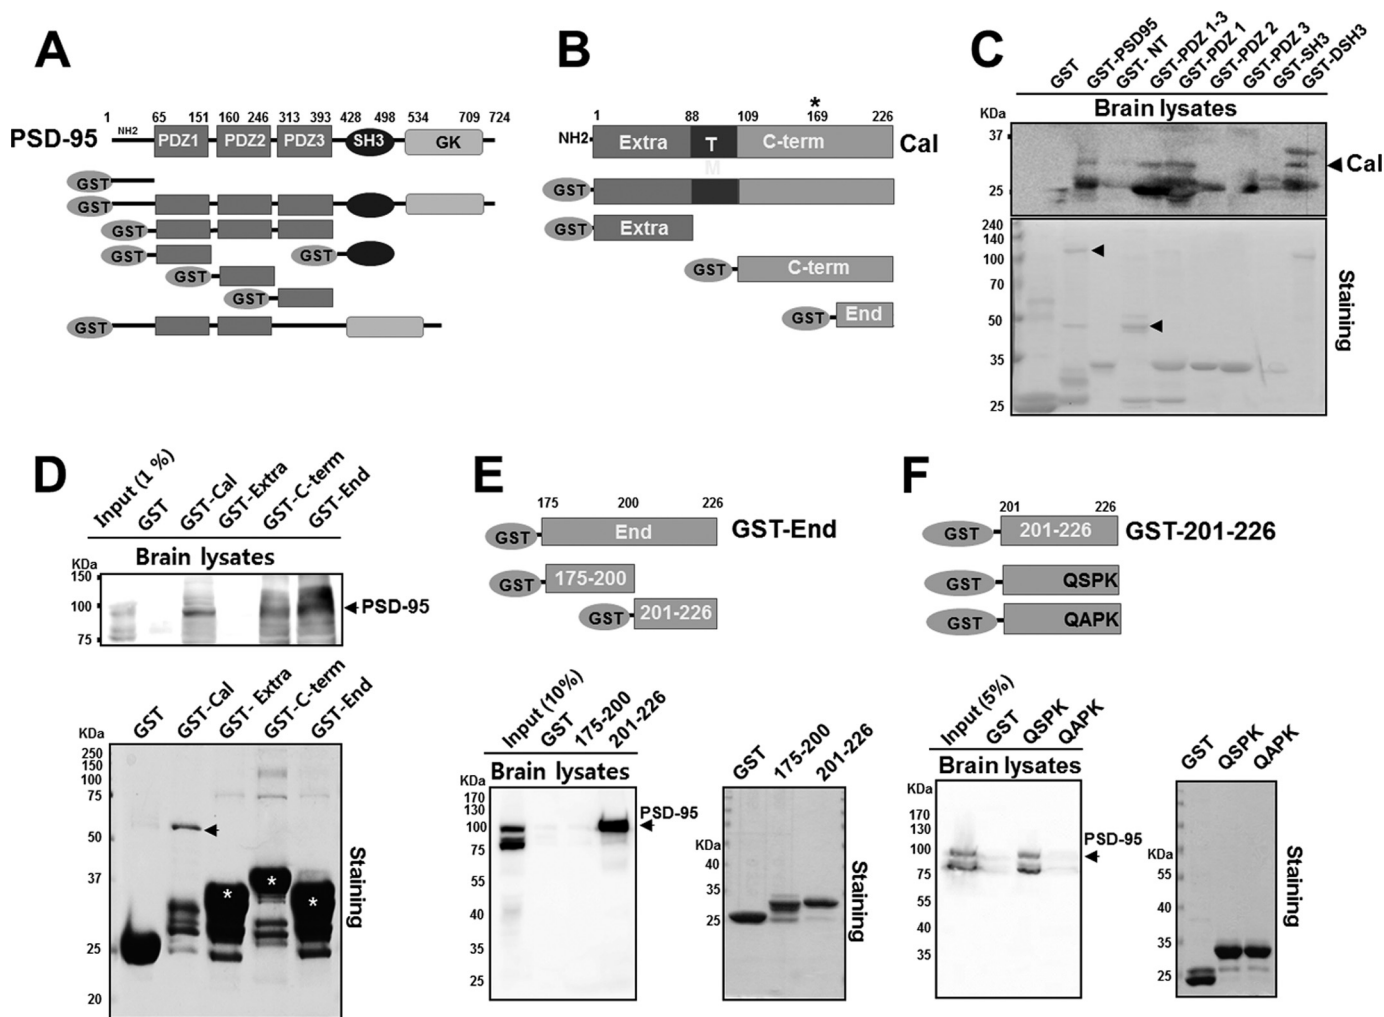 A
1 65 151 160 246 313 393 428 498 534 709 724
PSD-95 NH2 PDZ1 PDZ2 PDZ3 SH3 GK
GST
GST
GST
GST GST
GST
GST
GST
B
*
1 88 109 169 226
NH2 Extra T C-term Cal
M
GST
GST Extra
GST C-term
GST End
C
GST GST-PSD95 GST- NT GST-PDZ 1-3 GST-PDZ 1 GST-PDZ 2 GST-PDZ 3 GST-SH3 GST-DSH3
Brain lysates
KDa
37
Cal
25
240
140
100
70
50
35
25
Staining
D
Input (1 %) GST GST-Cal GST-Extra GST-C-term GST-End
Brain lysates
KDa
150
100
PSD-95
75
GST GST-Cal GST- Extra GST-C-term GST-End
KDa
250
150
100
75
50
37
* * *
25
20
Staining
E
175 200 226
GST End GST-End
GST 175-200
GST 201-226
Input (10%) GST 175-200 201-226
Brain lysates
KDa
170
130
100
75
55
40
35
25
PSD-95
GST 175-200 201-226
KDa
40
35
25
Staining
F
201 226
GST 201-226 GST-201-226
GST QSPK
GST QAPK
Input (5%) GST QSPK QAPK
Brain lysates
KDa
170
130
100
75
55
40
35
PSD-95
GST QSPK QAPK
KDa
55
40
35
25
Staining